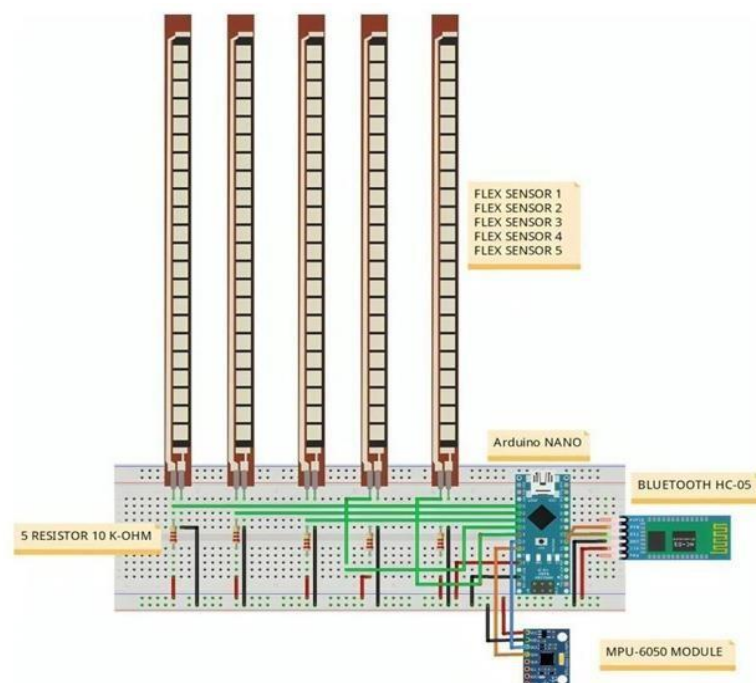 FLEX SENSOR 1
FLEX SENSOR 2
FLEX SENSOR 3
FLEX SENSOR 4
FLEX SENSOR 5
Arduino NANO
BLUETOOTH HC-05
5 RESISTOR 10 K-OHM
MPU-6050 MODULE